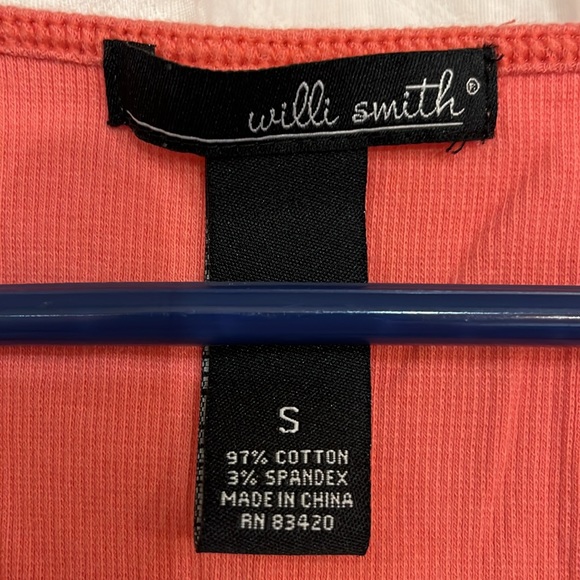 willi smith®
S
97% COTTON
3% SPANDEX
MADE IN CHINA
RN 83420